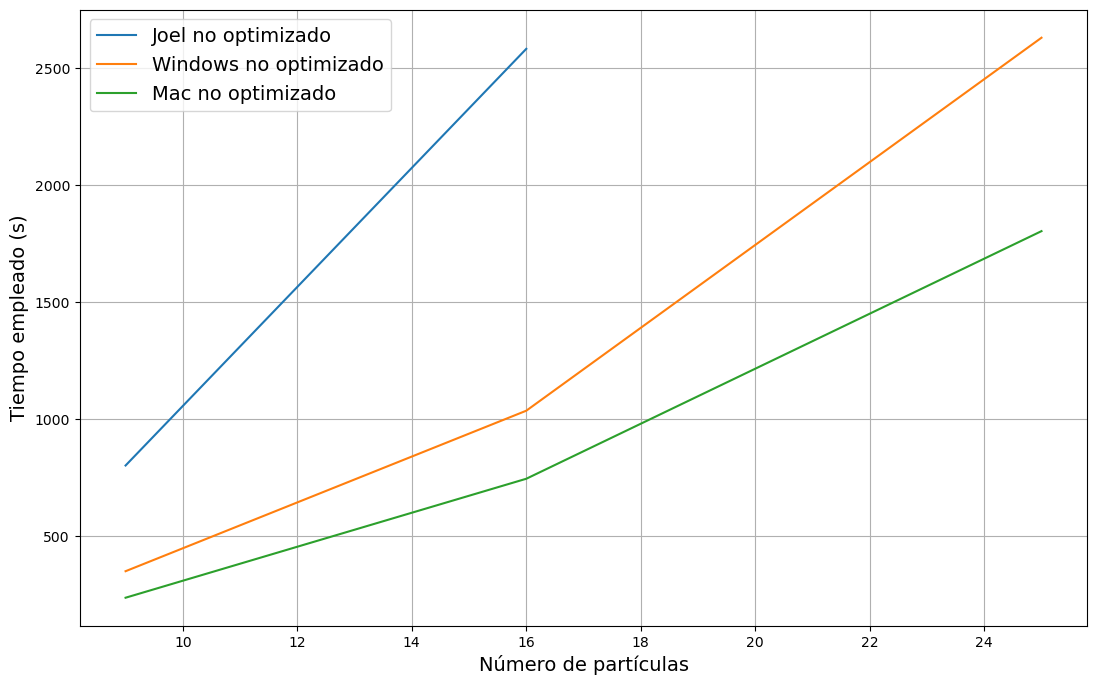 Joel no optimizado
Windows no optimizado
Mac no optimizado
2500
2000
1500
1000
500
Tiempo empleado (s)
10 12 14 16 18 20 22 24
Número de partículas